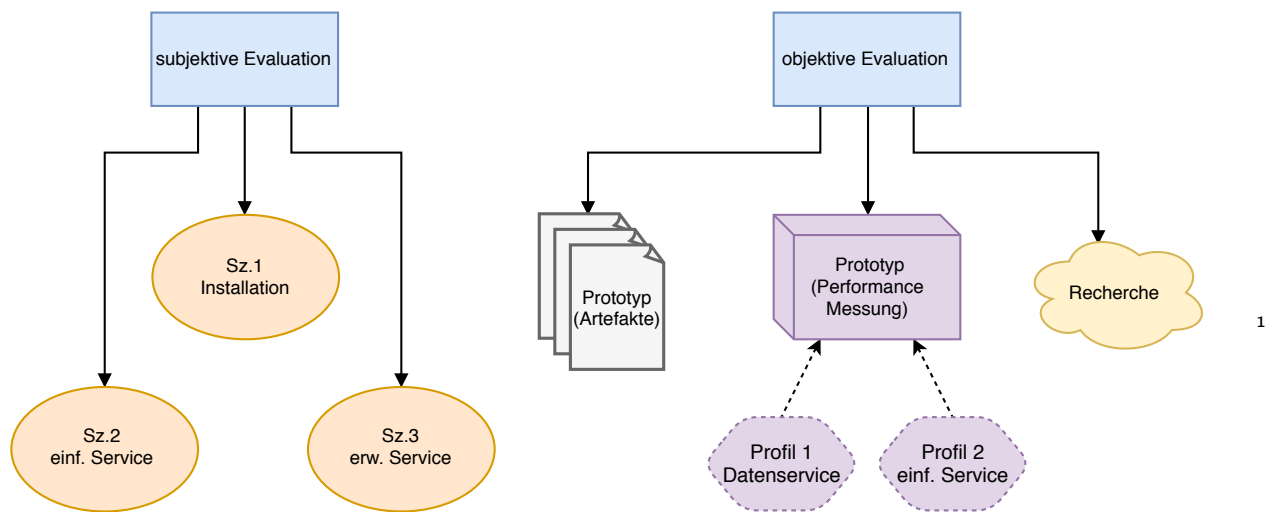 subjektive Evaluation
objektive Evaluation
Sz.1
Installation
Prototyp
(Artefakte)
Prototyp
(Performance
Messung)
Recherche
1
Sz.2
einf. Service
Sz.3
erw. Service
Profil 1
Datenservice
Profil 2
einf. Service